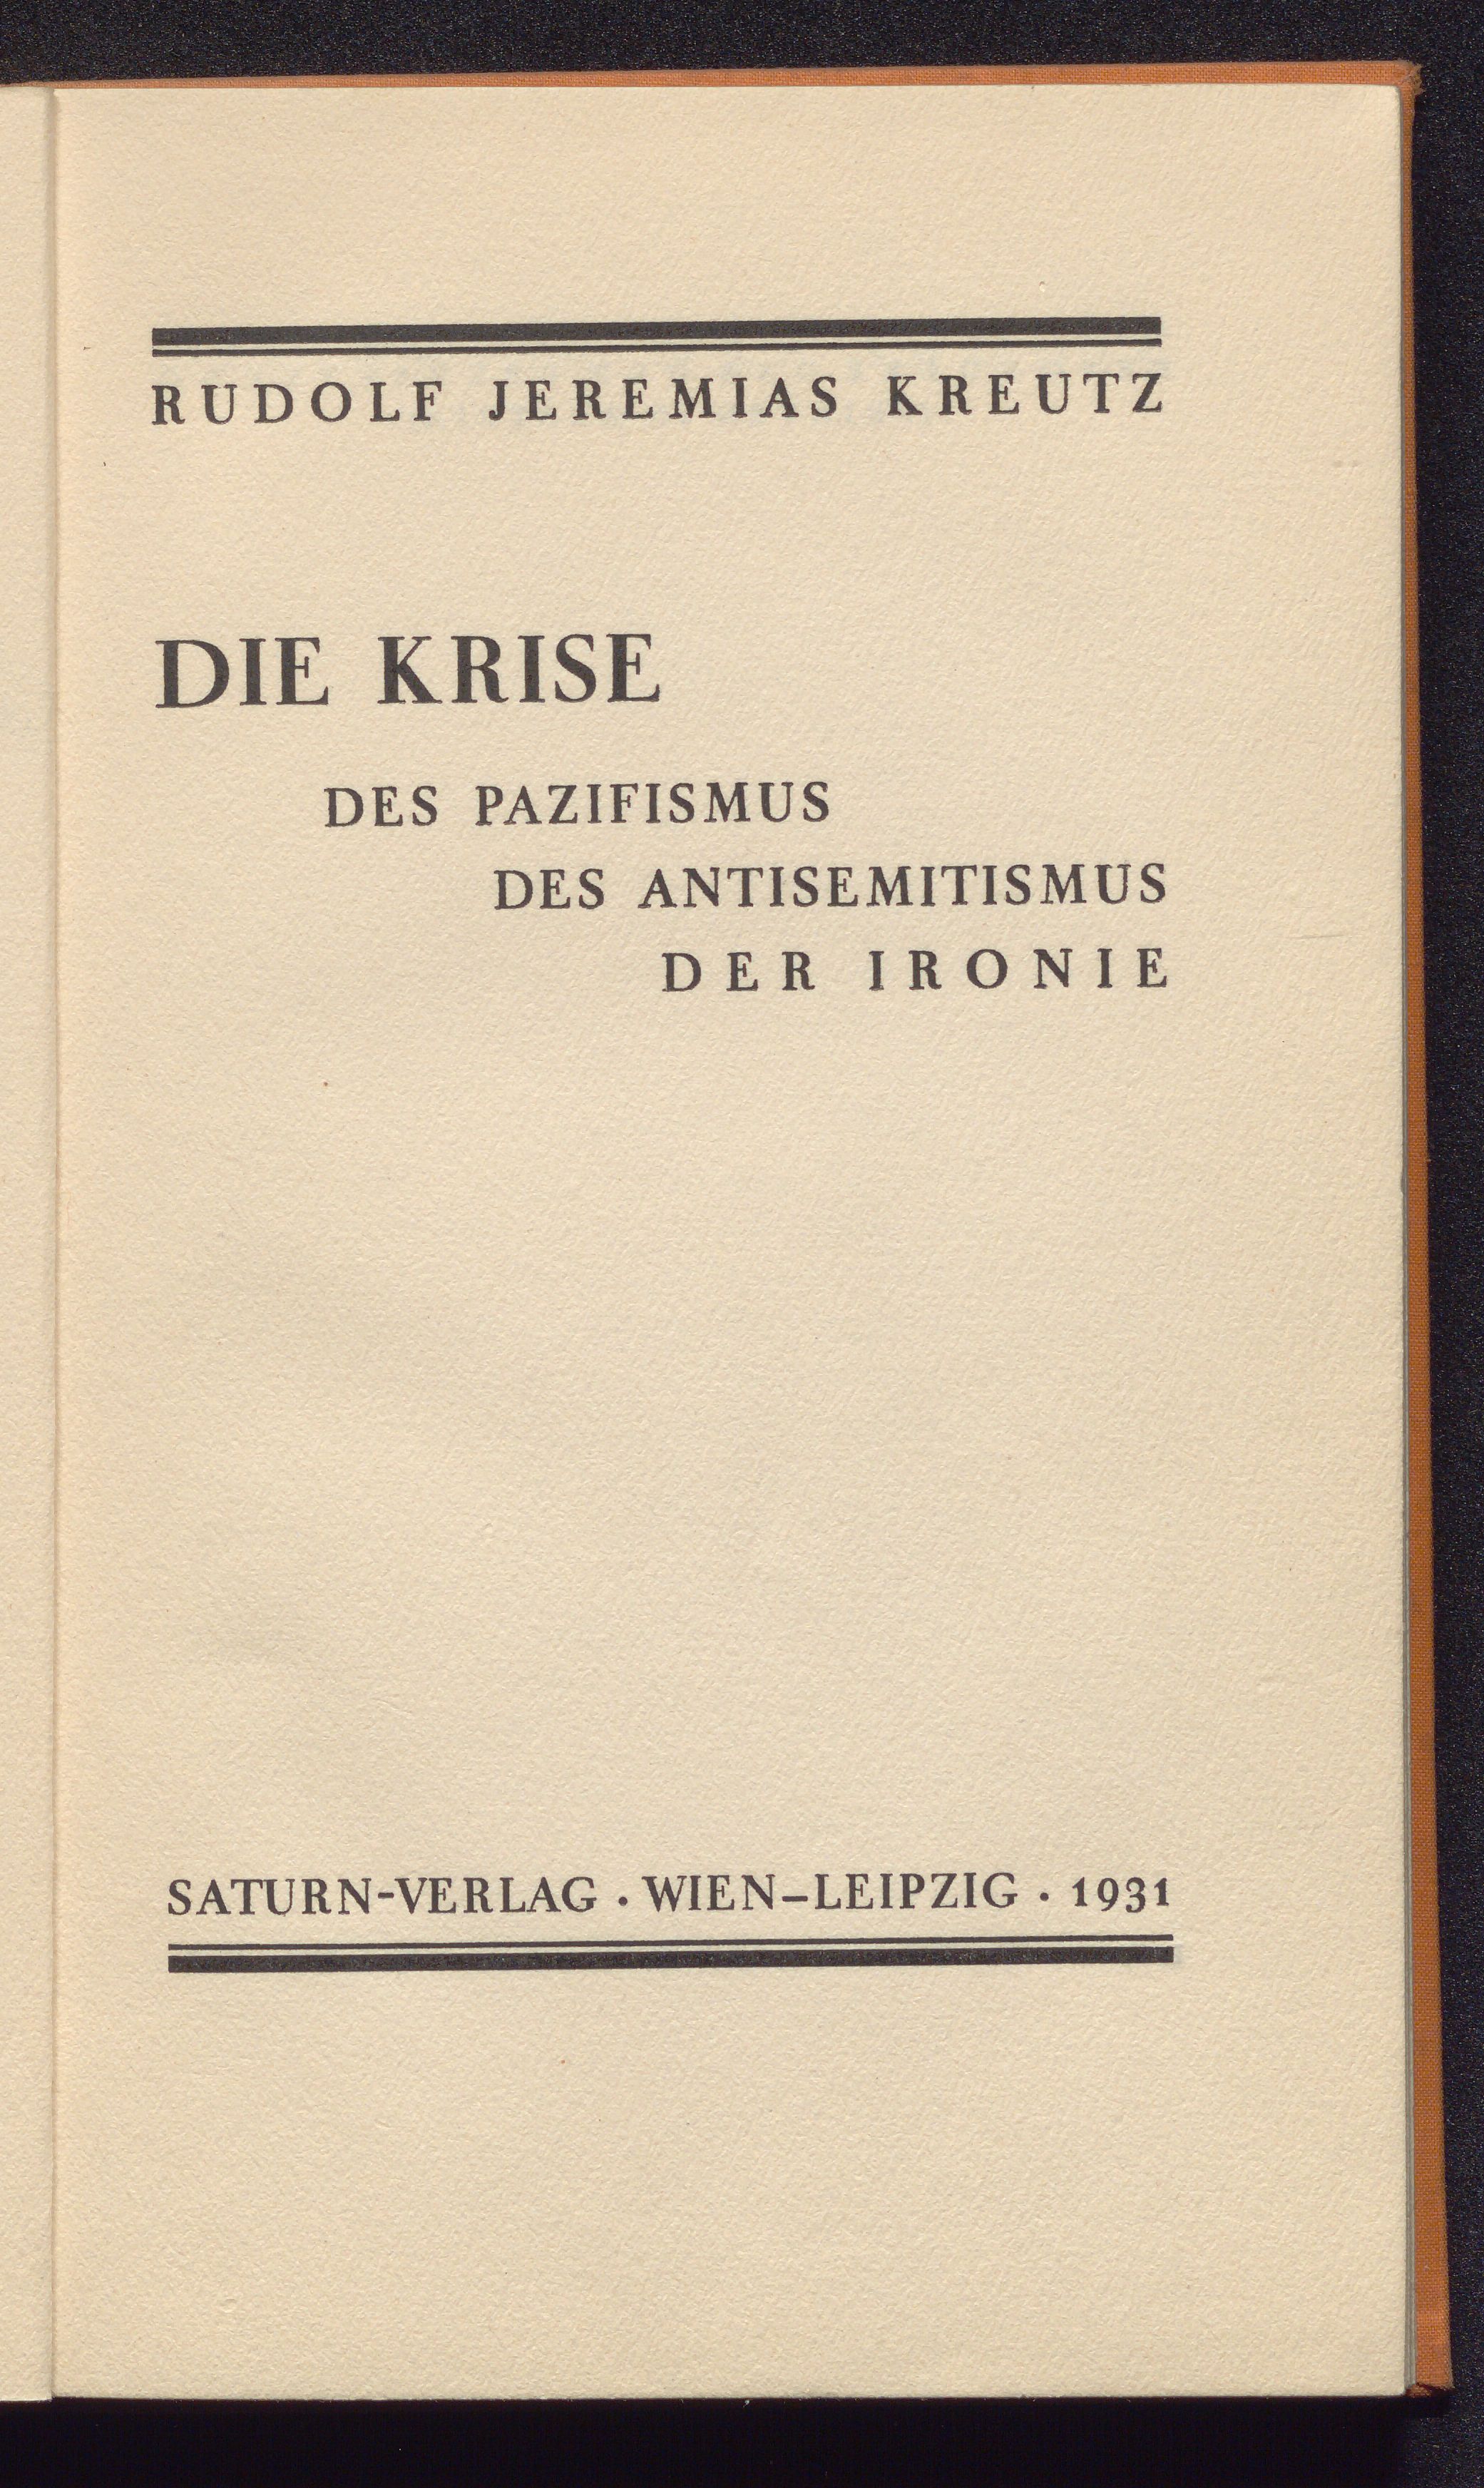 RUDOLF JEREMIAS KREUTZ
DIE KRISE
DES PAZIFISMUS
DES ANTISEMITISMUS
DER IRONIE
SATURN-VERLAG · WIEN–LEIPZIG · 1931